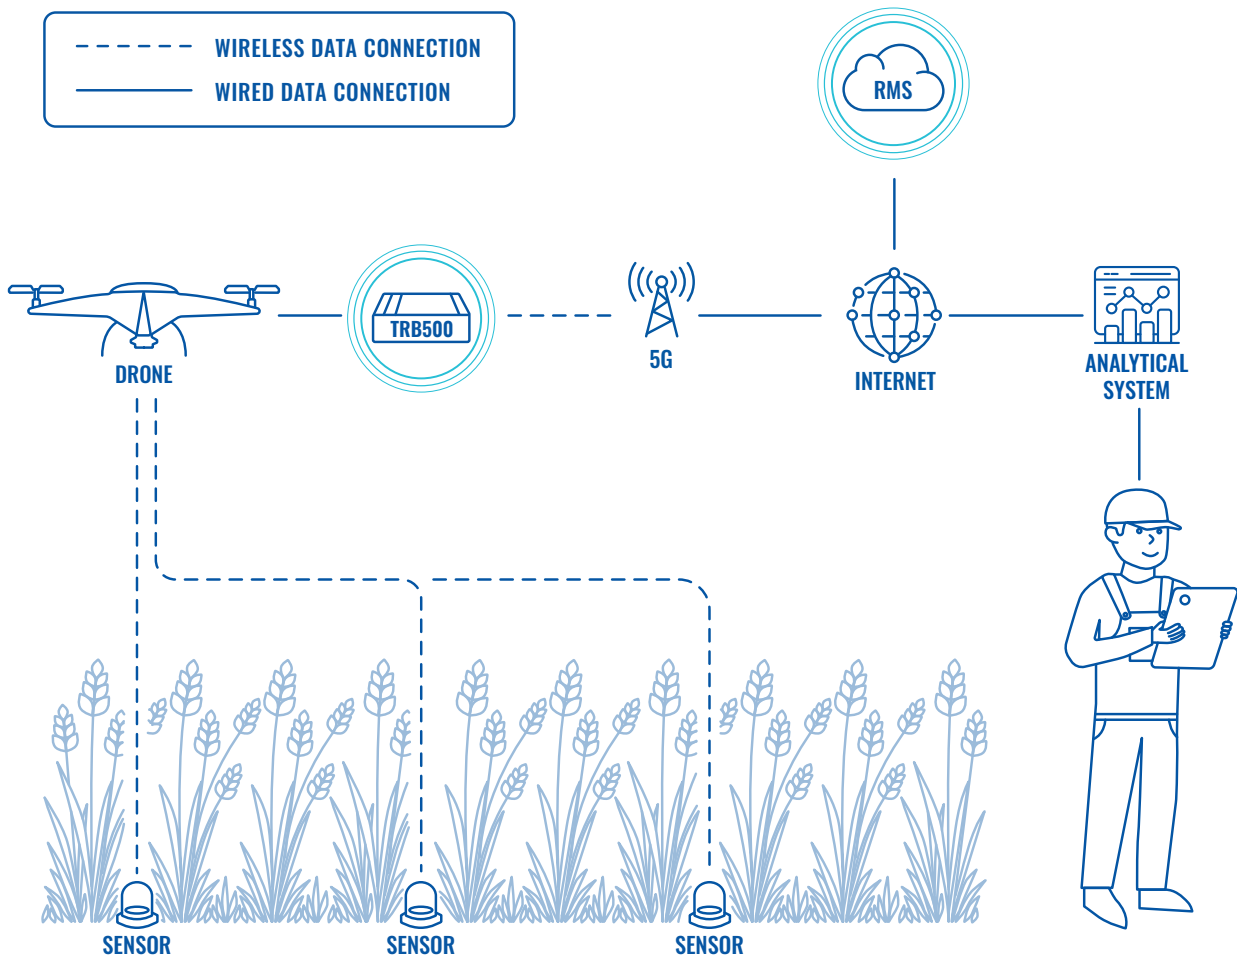 WIRELESS DATA CONNECTION
WIRED DATA CONNECTION
RMS
TRB500
DRONE
5G
INTERNET
ANALYTICAL
SYSTEM
SENSOR
SENSOR
SENSOR